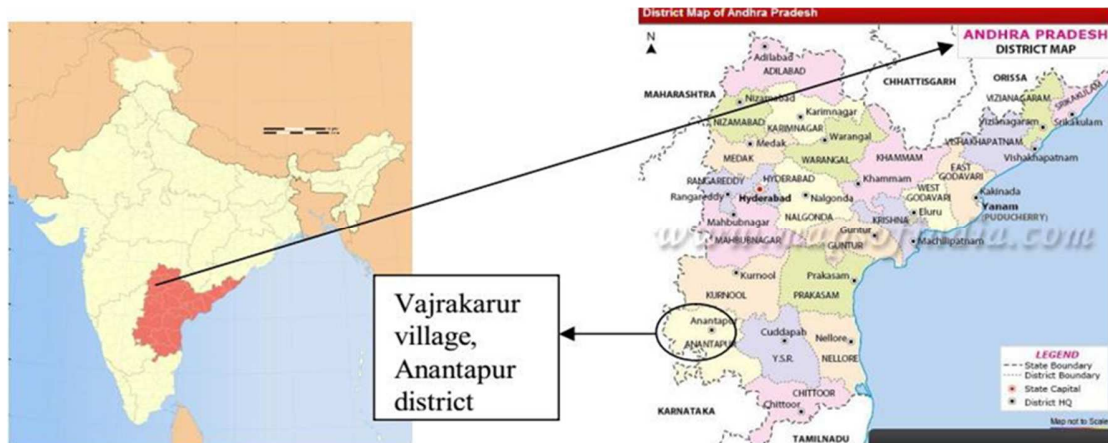 District Map of Andhra Pradesh
ANDHRA PRADESH
DISTRICT MAP
N
Adilabad
ADILABAD
CHHATTISGARH
ORISSA
MAHARASHTRA
Nizamabad
NIZAMABAD
Karimnagar
KARIMNAGAR
VIZIANAGARAM
SRIKAKULAM
Vizianagaram
Srikakulam
Warangal
WARANGAL
Medak
MEDAK
VISHAKHAPATNAM
Vishakhapatnam
KHAMMAM
Khammam
EAST
GODAVARI
RANGAREDDY
HYDERABAD
Rangareddy
Hyderabad
Nalgonda
NALGONDA
WEST
GODAVARI
Kakinada
Eluru
Yanam
(PUDUCHERRY)
Mahbubnagar
MAHBUBNAGAR
KRISHNA
Guntur
GUNTUR
Machilipatnam
www.mapsofindia.com
Kurnool
KURNOOL
Prakasam
PRAKASAM
Vajrakarur
village,
Anantapur
district
Anantapur
ANANTAPUR
Cuddapah
Y.S.R.
Nellore
NELLORE
CHITTOOR
Chittoor
KARNATAKA
TAMILNADU
LEGEND
State Boundary
District Boundary
State Capital
District HQ
Map not to Scale